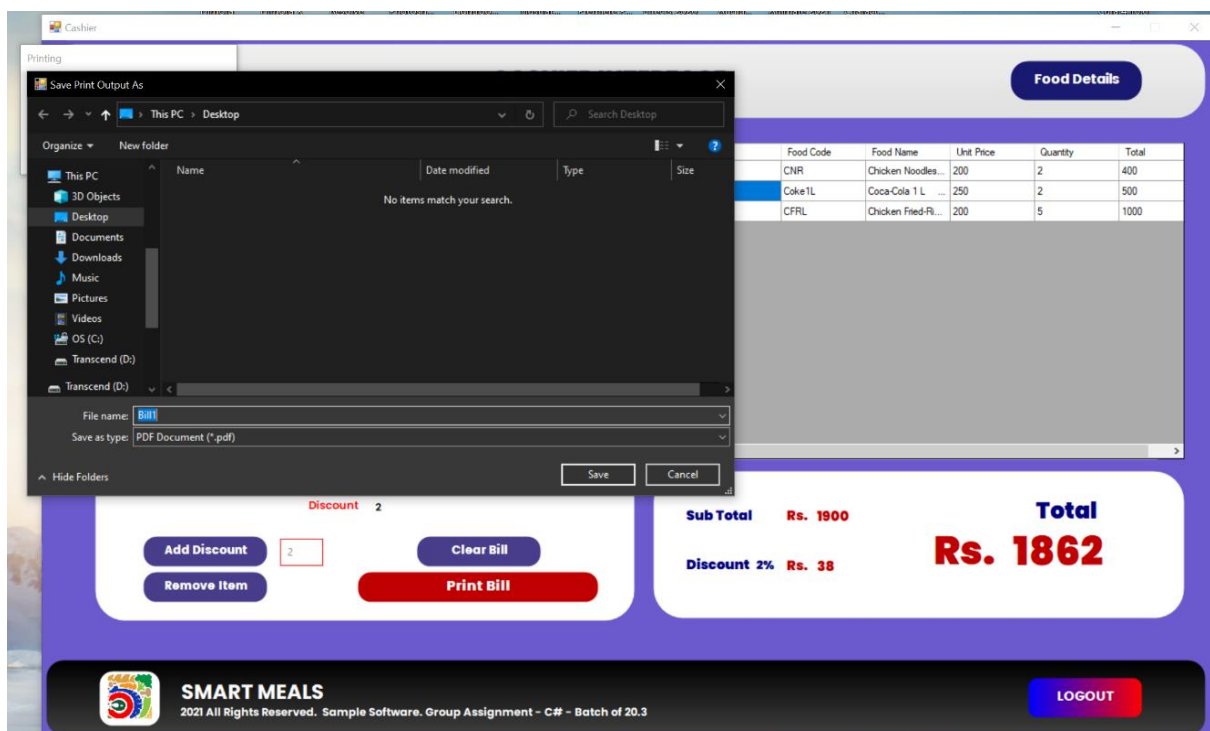 Cashier
Printing
Save Print Output As
Food Details
This PC > Desktop
Search Desktop
Organize
New folder
Name
Date modified
Type
Size
No items match your search.
This PC
3D Objects
Desktop
Documents
Downloads
Music
Pictures
Videos
OS (C:)
Transcend (D:)
Transcend (D:)
File name: Bill1
Save as type: PDF Document (*.pdf)
Hide Folders
Save
Cancel
Food Code Food Name Unit Price Quantity Total
CNR Chicken Noodles... 200 2 400
Coke1L Coca-Cola 1 L ... 250 2 500
CFRL Chicken Fried-Ri... 200 5 1000
Discount 2
Add Discount 2 Clear Bill
Remove Item Print Bill
Sub Total Rs. 1900
Discount 2% Rs. 38
Total
Rs. 1862
SMART MEALS
2021 All Rights Reserved. Sample Software. Group Assignment - C# - Batch of 20.3
LOGOUT